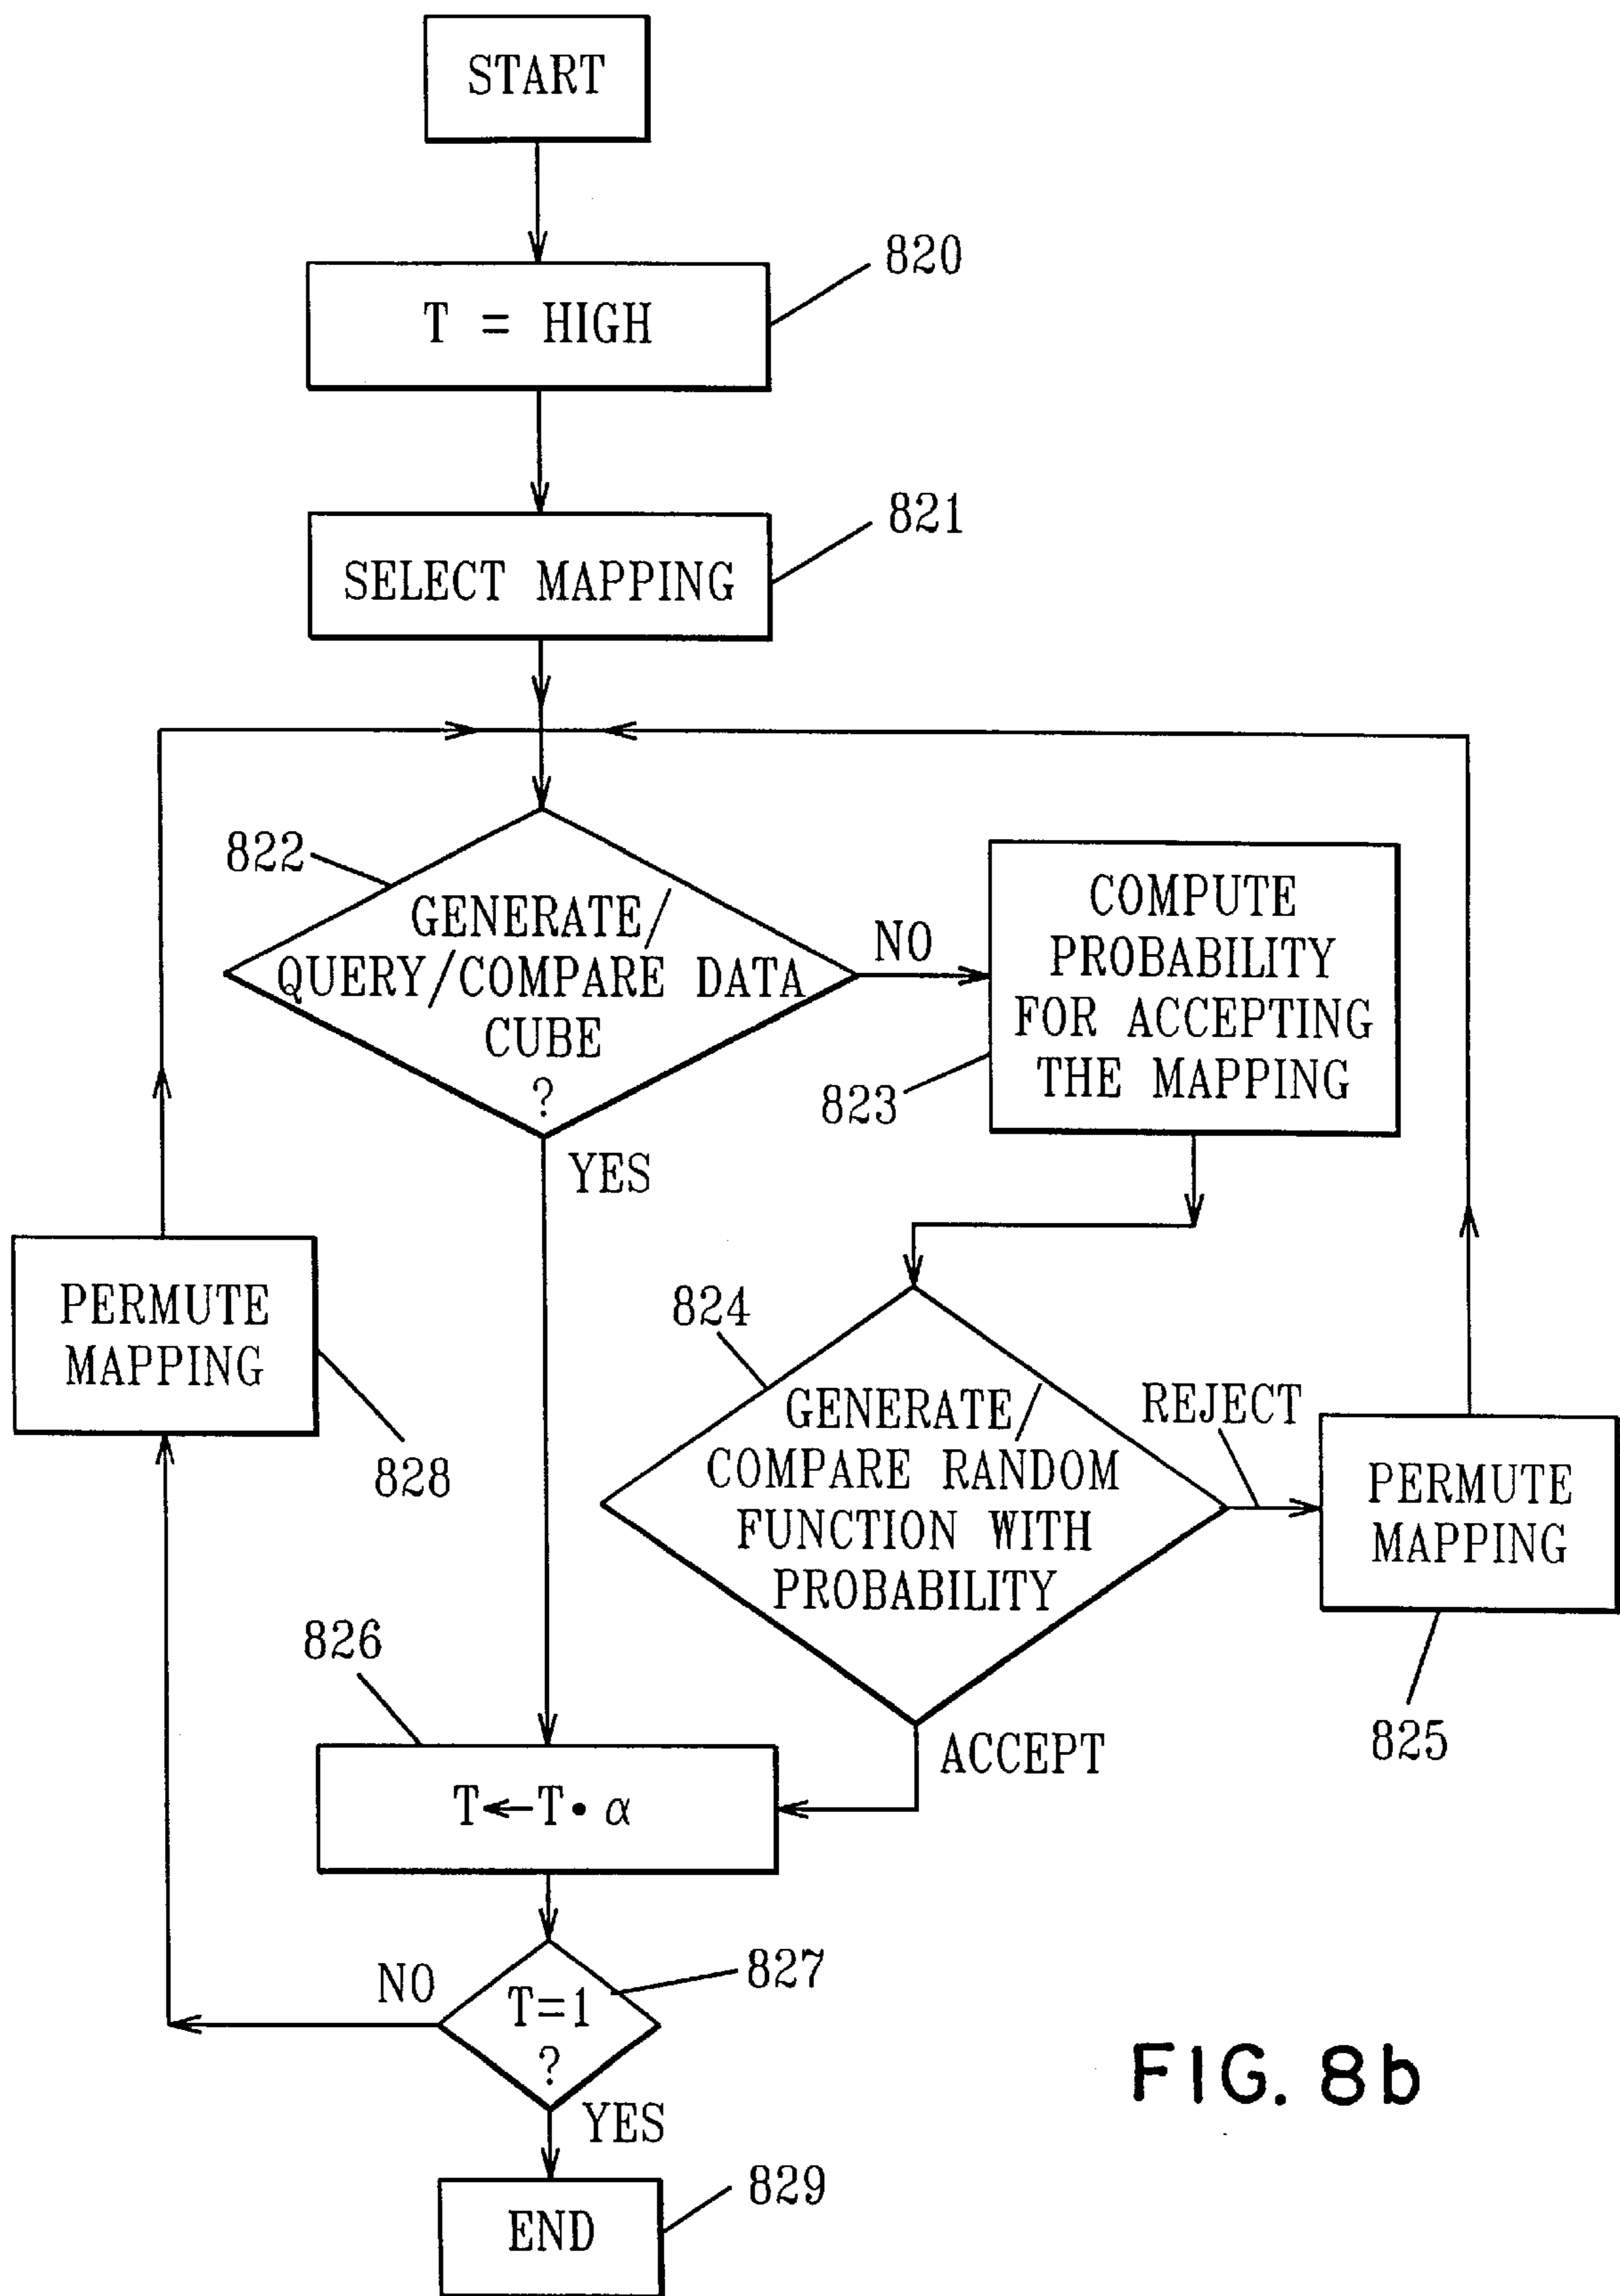 START
820
T = HIGH
821
SELECT MAPPING
822
GENERATE/
QUERY/COMPARE DATA
CUBE
?
NO
COMPUTE
PROBABILITY
FOR ACCEPTING
THE MAPPING
823
YES
PERMUTE
MAPPING
828
824
GENERATE/
COMPARE RANDOM
FUNCTION WITH
PROBABILITY
REJECT
PERMUTE
MAPPING
825
ACCEPT
826
T←T• α
827
T=1
?
NO
YES
END
829
FIG. 8b